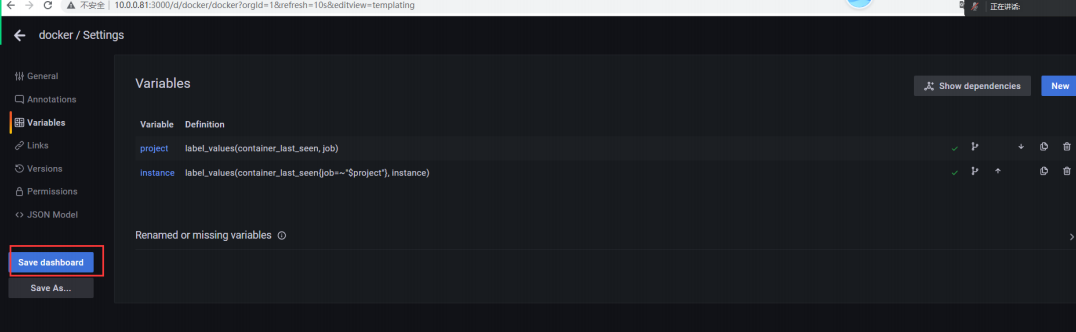 不安全 | 10.0.0.81:3000/d/docker/docker?orgId=1&refresh=10s&editview=templating
正在讲话:
docker / Settings
General
Annotations
Variables
Links
Versions
Permissions
JSON Model
Save dashboard
Save As...
Variables
Show dependencies
New
Variable Definition
project label_values(container_last_seen, job)
instance label_values(container_last_seen{job=~"$project"}, instance)
Renamed or missing variables